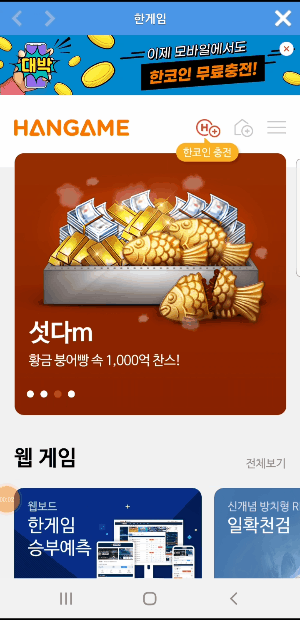 한게임
대박
이제 모바일에서도
한코인 무료충전!
HANGAME
H
한코인 충전
섯다m
황금 붕어빵 속 1,000억 찬스!
웹 게임
전체보기
웹보드
한게임
승부예측
신개념 방치형 R
일확천검